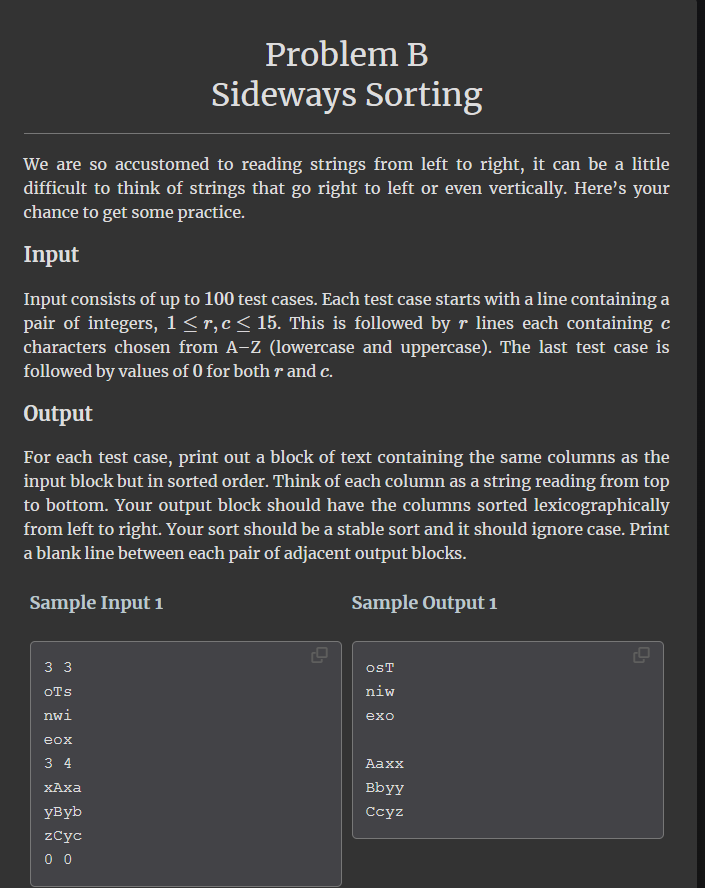 Problem B
Sideways Sorting
We are so accustomed to reading strings from left to right, it can be a little
difficult to think of strings that go right to left or even vertically. Here’s your
chance to get some practice.
Input
Input consists of up to 100 test cases. Each test case starts with a line containing a
pair of integers, 1 ≤ r, c ≤ 15. This is followed by r lines each containing c
characters chosen from A–Z (lowercase and uppercase). The last test case is
followed by values of 0 for both r and c.
Output
For each test case, print out a block of text containing the same columns as the
input block but in sorted order. Think of each column as a string reading from top
to bottom. Your output block should have the columns sorted lexicographically
from left to right. Your sort should be a stable sort and it should ignore case. Print
a blank line between each pair of adjacent output blocks.
Sample Input 1
3 3
oTs
nwi
eox
3 4
xAxa
yByb
zCyc
0 0
Sample Output 1
osT
niw
exo

Aaxx
Bbyy
Ccyz